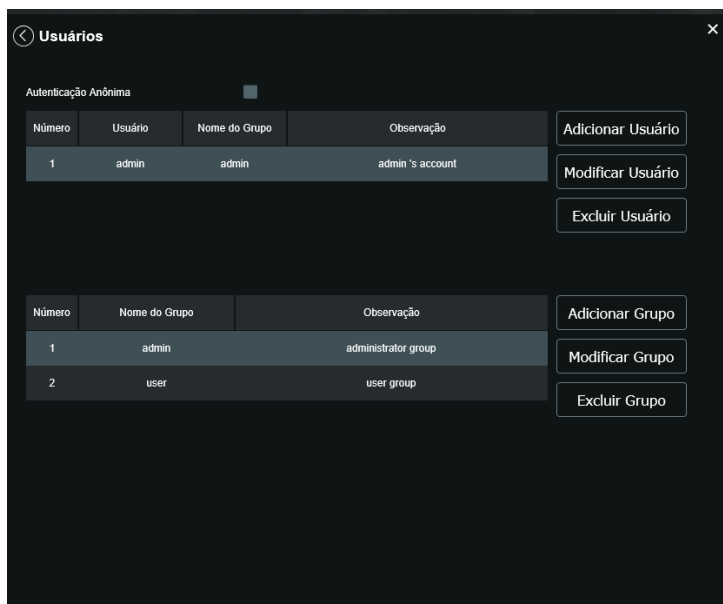 Usuários
Autenticação Anônima
Número Usuário Nome do Grupo Observação
1 admin admin admin 's account
Adicionar Usuário
Modificar Usuário
Excluir Usuário
Número Nome do Grupo Observação
1 admin administrator group
2 user user group
Adicionar Grupo
Modificar Grupo
Excluir Grupo